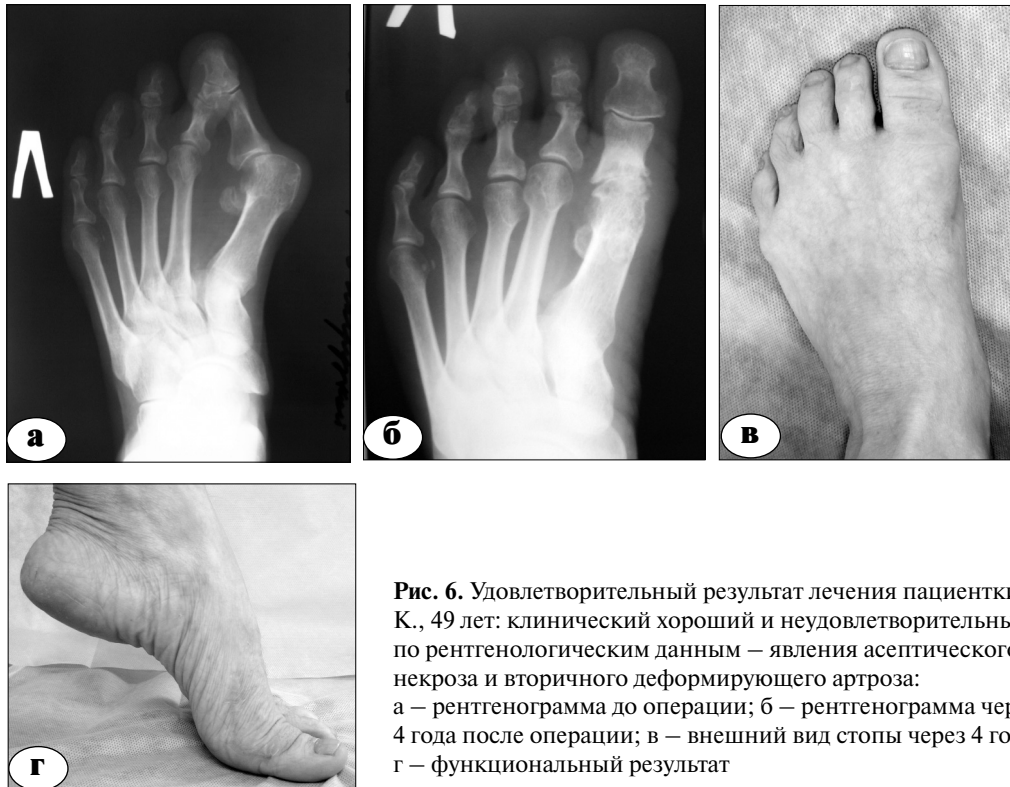 Л
а
б
в
г
Рис. 6. Удовлетворительный результат лечения пациентки
К., 49 лет: клинический хороший и неудовлетворительны
по рентгенологическим данным – явления асептического
некроза и вторичного деформирующего артроза:
а – рентгенограмма до операции; б – рентгенограмма чер
4 года после операции; в – внешний вид стопы через 4 го
г – функциональный результат